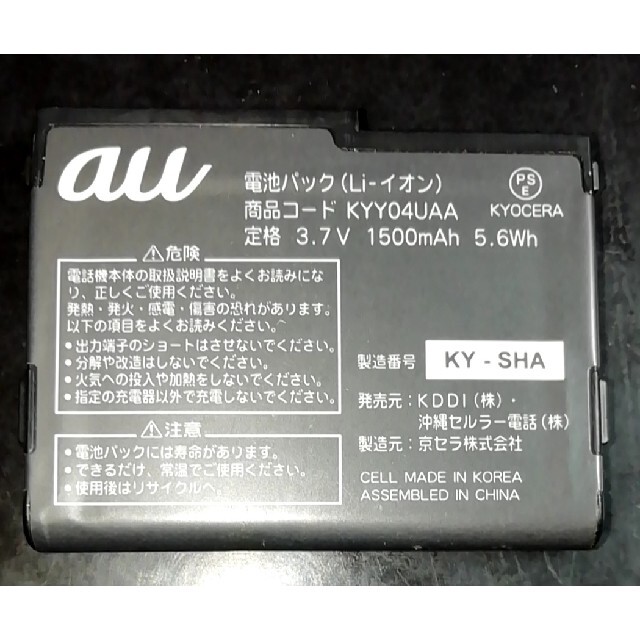 au
電池パック(Li-イオン)
商品コード KYY04UAA
定格 3.7V 1500mAh 5.6Wh
PS
E
KYOCERA
⚠危険
電話機本体の取扱説明書をよくお読みにな
り、正しくご使用ください。
発熱・発火・感電・傷害の恐れがあります。
以下の項目をよくお読みください。
•出力端子のショートはさせないでください。
•分解や改造はしないでください。
•火気への投入や加熱をしないでください。
•指定の充電器以外で充電しないでください。
⚠注意
•電池パックには寿命があります。
•できるだけ、常温でご使用ください。
•使用後はリサイクルへ。
製造番号 KY - SHA
発売元:KDDI(株)・
沖縄セルラー電話(株)
製造元:京セラ株式会社
CELL MADE IN KOREA
ASSEMBLED IN CHINA